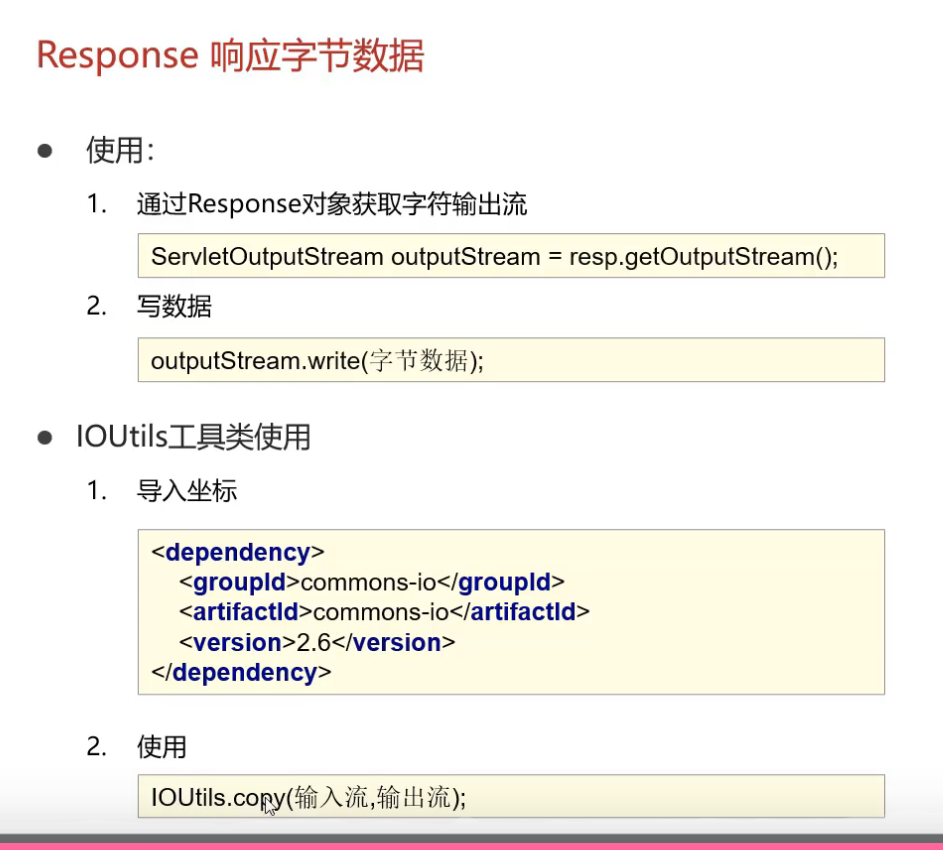 Response 响应字节数据
● 使用：
1. 通过Response对象获取字符输出流
ServletOutputStream outputStream = resp.getOutputStream();
2. 写数据
outputStream.write(字节数据);
● IOUtils工具类使用
1. 导入坐标
<dependency>
<groupId>commons-io</groupId>
<artifactId>commons-io</artifactId>
<version>2.6</version>
</dependency>
2. 使用
IOUtils.copy(输入流,输出流);